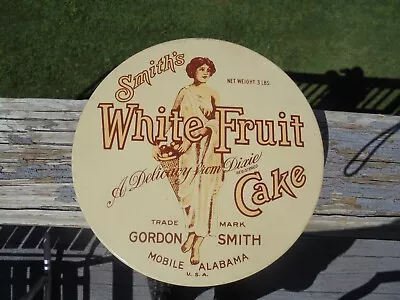 Smith's
NET WEIGHT 3 LBS.
White Fruit
A Delicacy from Dixie
Cake
TRADE MARK
GORDON SMITH
MOBILE ALABAMA
U.S.A.